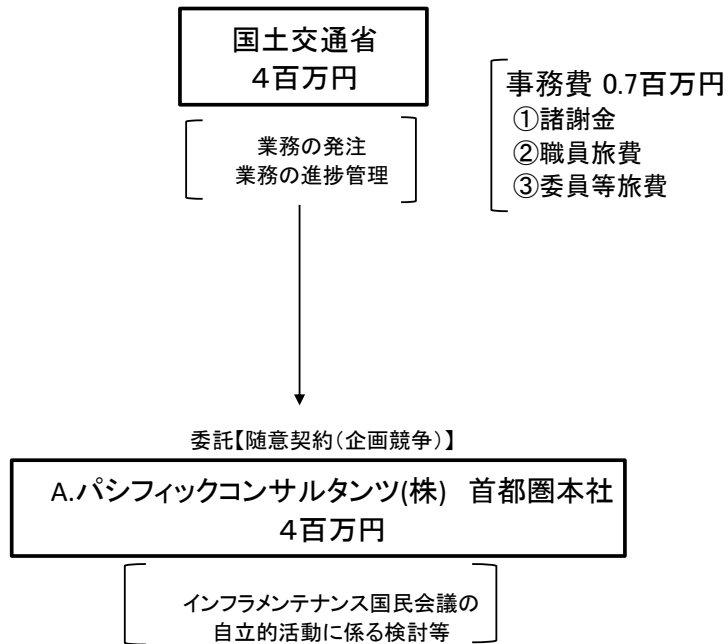 国土交通省
４百万円
事務費 0.7百万円
①諸謝金
②職員旅費
③委員等旅費
業務の発注
業務の進捗管理
委託【随意契約（企画競争）】
A.パシフィックコンサルタンツ(株)　首都圏本社
４百万円
インフラメンテナンス国民会議の
自立的活動に係る検討等